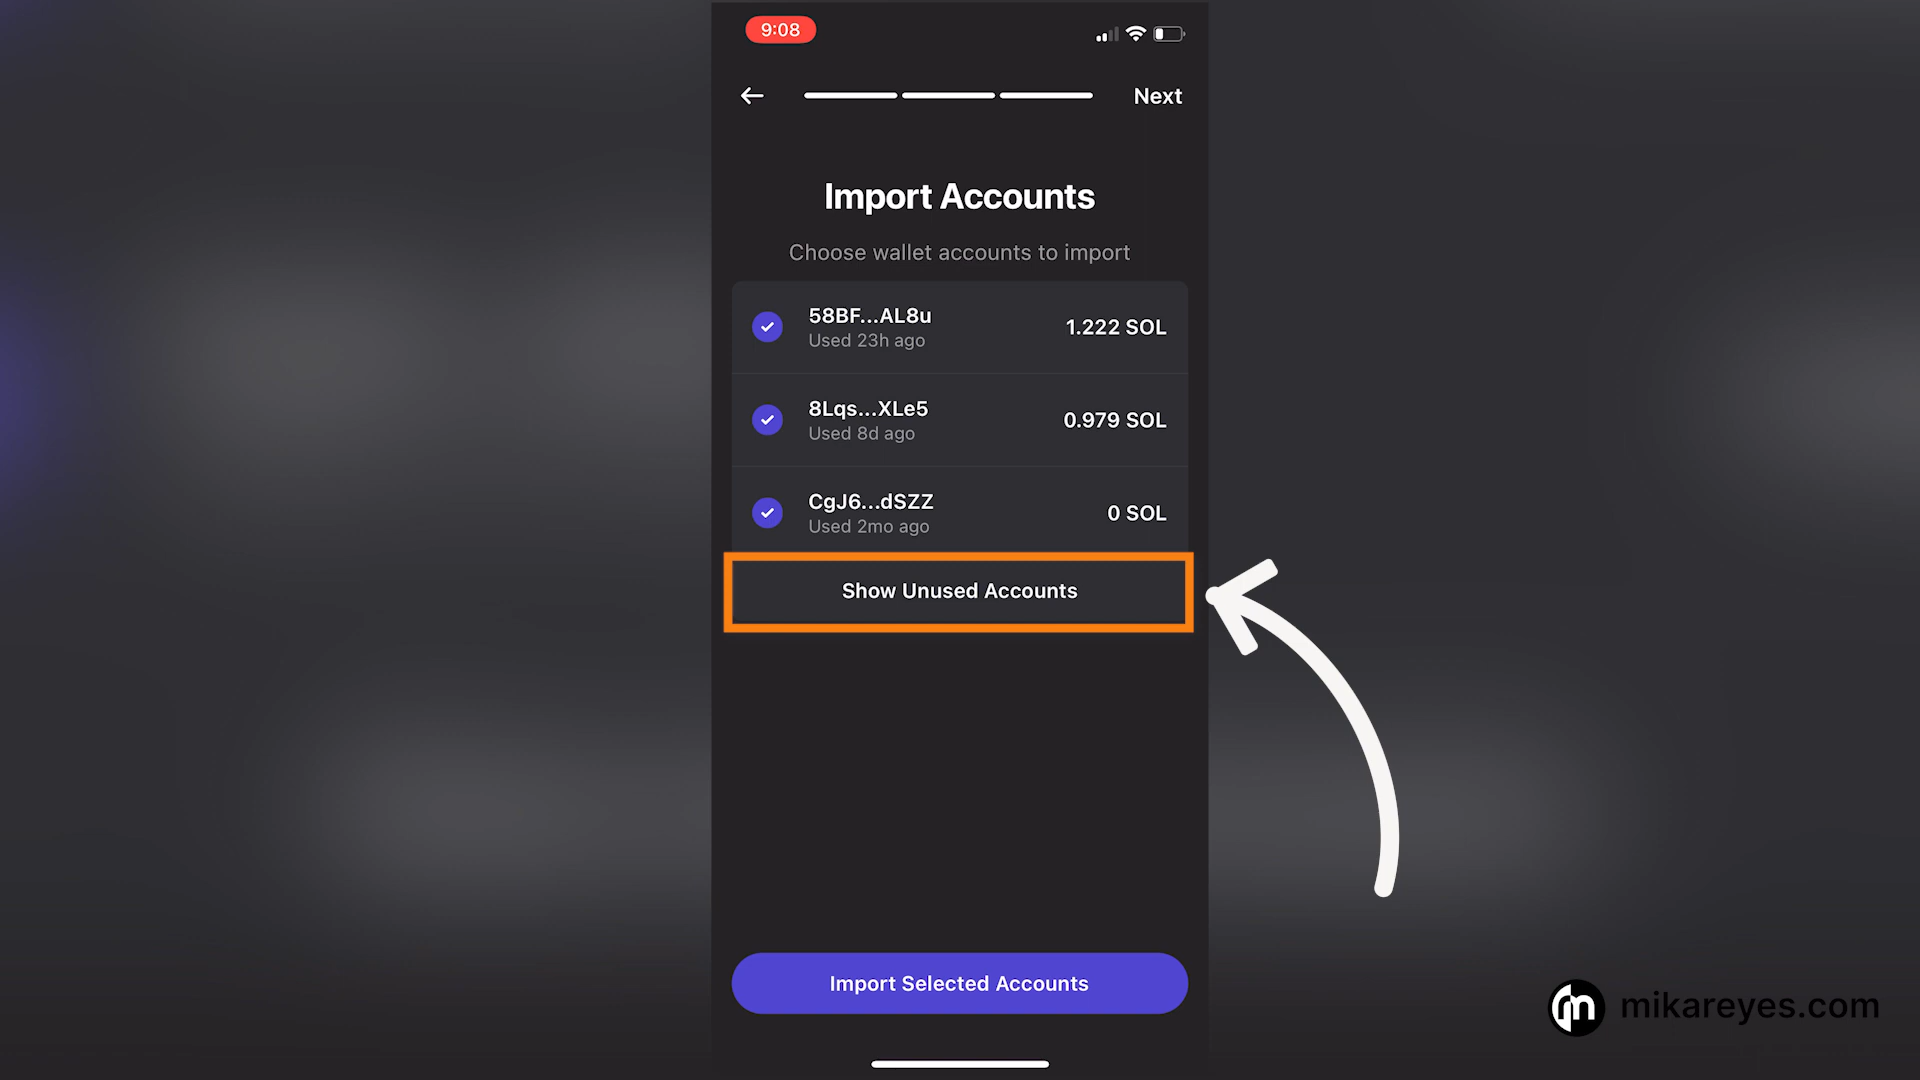 9:08
Next
Import Accounts
Choose wallet accounts to import
58BF...AL8u
Used 23h ago
1.222 SOL
8Lqs...XLe5
Used 8d ago
0.979 SOL
CgJ6...dSZZ
Used 2mo ago
0 SOL
Show Unused Accounts
Import Selected Accounts
mikareyes.com